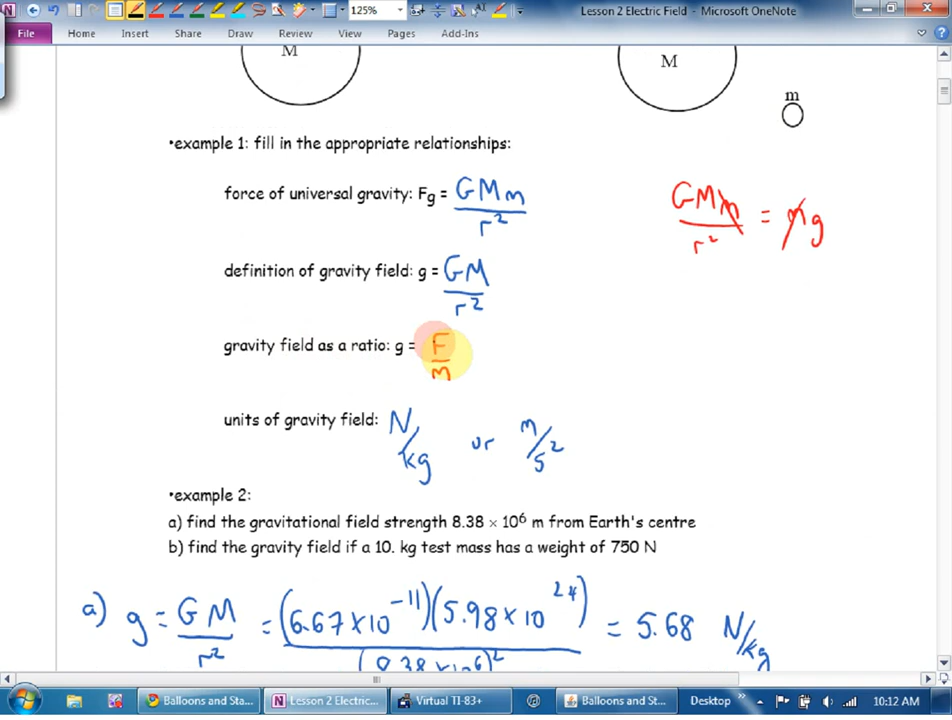 Lesson 2 Electric Field - Microsoft OneNote
125%
File Home Insert Share Draw Review View Pages Add-Ins
M
M
m
•example 1: fill in the appropriate relationships:
force of universal gravity: Fg = GMm / r²
GMm / r² = mg
definition of gravity field: g = GM / r²
gravity field as a ratio: g = F / m
units of gravity field: N/kg or m/s²
•example 2:
a) find the gravitational field strength 8.38 × 10⁶ m from Earth's centre
b) find the gravity field if a 10. kg test mass has a weight of 750 N
a) g = GM / r² = (6.67×10⁻¹¹)(5.98×10²⁴) / (8.38×10⁶)² = 5.68 N/kg
Balloons and Sta... Lesson 2 Electric F... Virtual TI-83+ Balloons and Sta... Desktop 10:12 AM